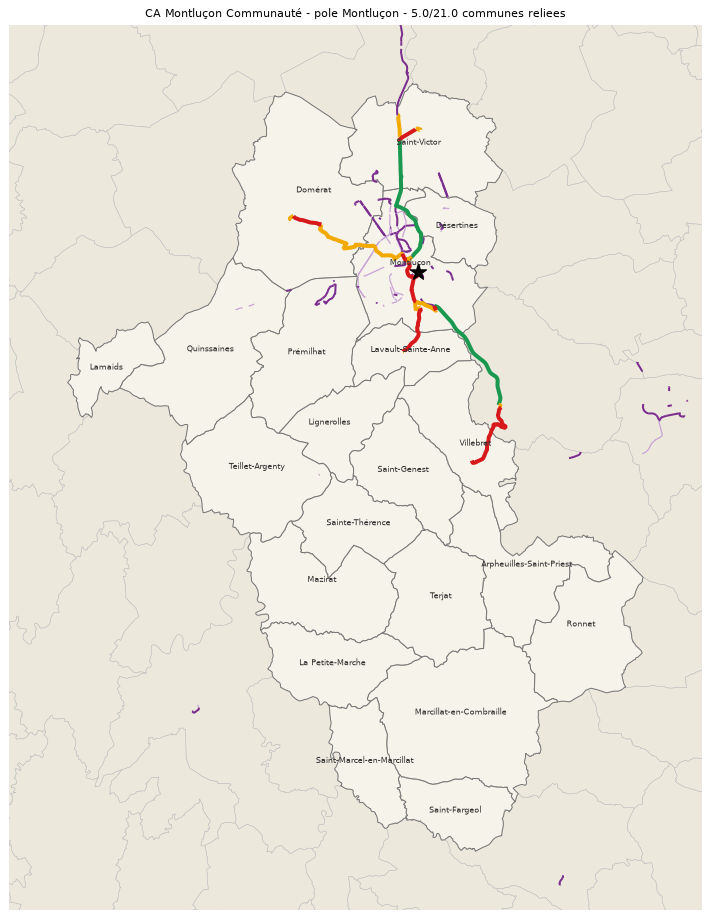 CA Montluçon Communauté - pole Montluçon - 5.0/21.0 communes reliees
Saint-Victor
Domérat
Désertines
Montluçon
Quinssaines
Prémilhat
Lavault-Sainte-Anne
Lamaids
Lignerolles
Villebret
Teillet-Argenty
Saint-Genest
Sainte-Thérence
Arpheuilles-Saint-Priest
Mazirat
Terjat
Ronnet
La Petite-Marche
Marcillat-en-Combraille
Saint-Marcel-en-Marcillat
Saint-Fargeol